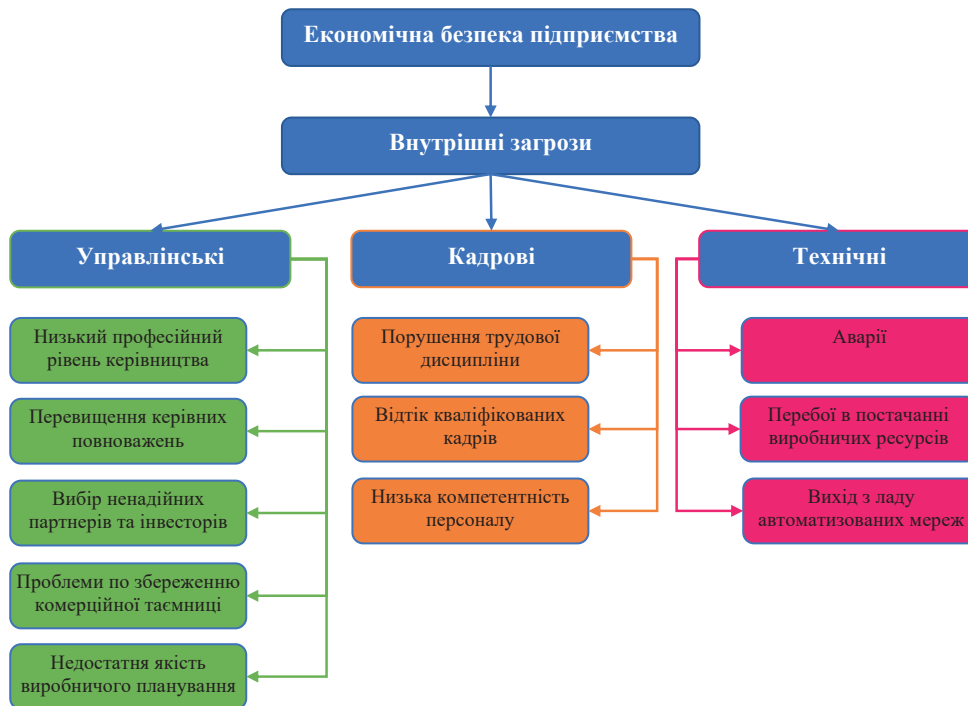 Економічна безпека підприємства
Внутрішні загрози
Управлінські
Низький професійний
рівень керівництва
Перевищення керівних
повноважень
Вибір ненадійних
партнерів та інвесторів
Проблеми по збереженню
комерційної таємниці
Недостатня якість
виробничого планування
Кадрові
Порушення трудової
дисципліни
Відтік кваліфікованих
кадрів
Низька компетентність
персоналу
Технічні
Аварії
Перебої в постачанні
виробничих ресурсів
Вихід з ладу
автоматизованих мереж